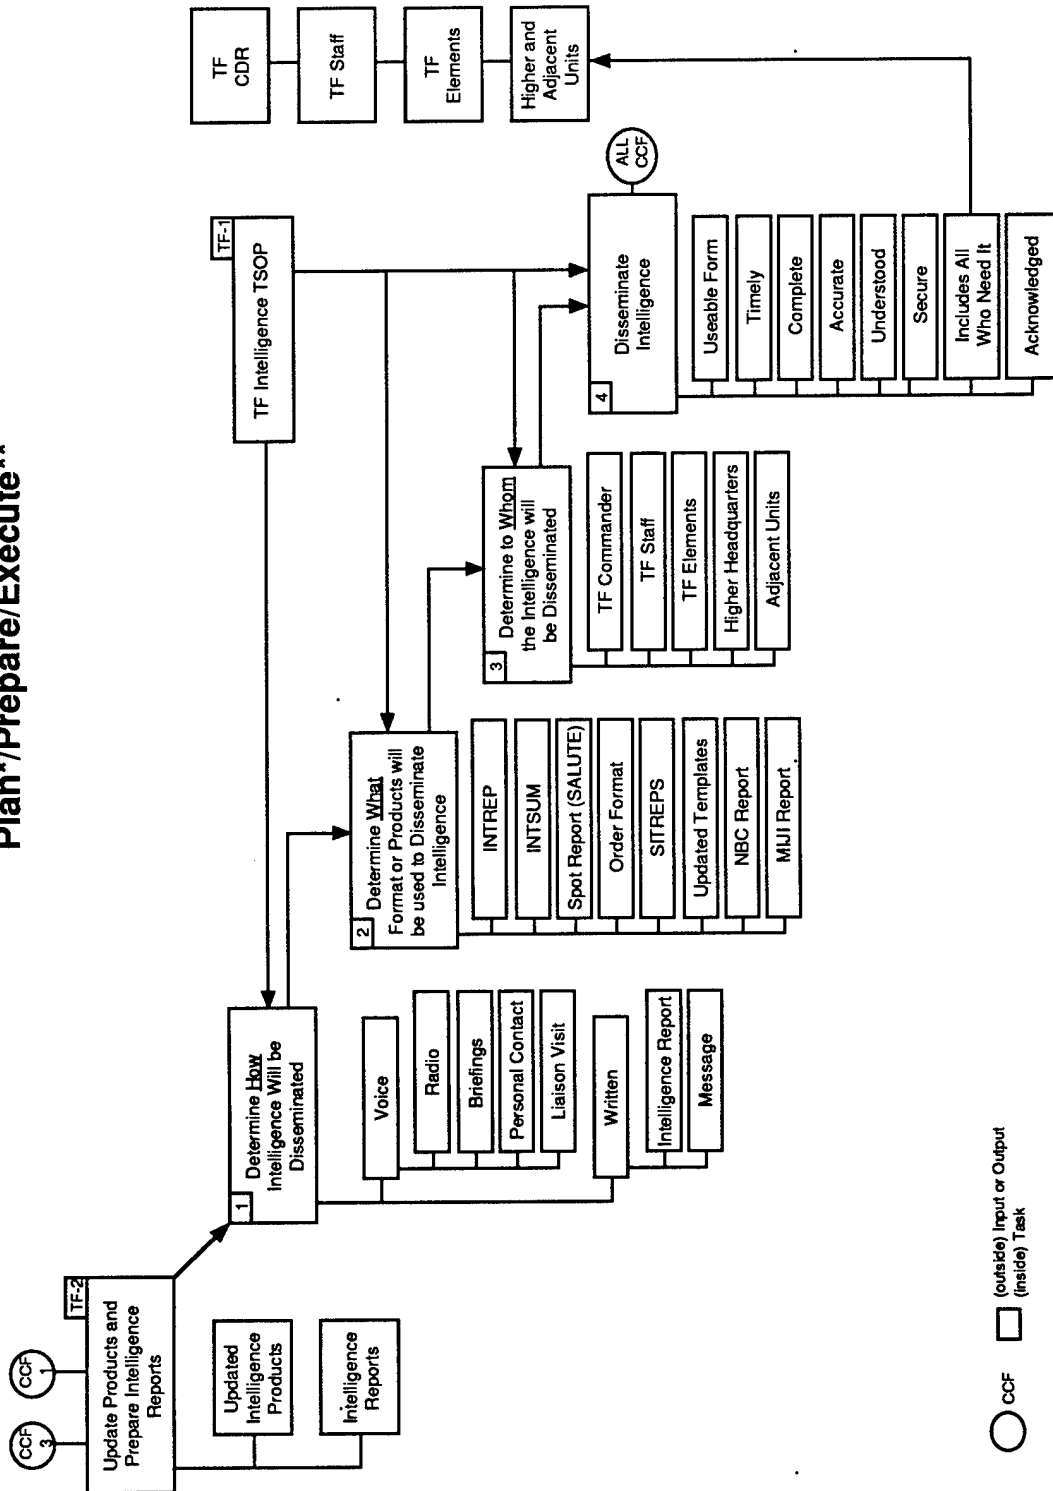 Plan*/Prepare/Execute**
CCF
3
CCF
1
TF-2
Update Products and
Prepare Intelligence
Reports
Updated
Intelligence
Products
Intelligence
Reports
1
Determine How
Intelligence Will be
Disseminated
Voice
Radio
Briefings
Personal Contact
Liaison Visit
Written
Intelligence Report
Message
2
Determine What
Format or Products will
be used to Disseminate
Intelligence
INTREP
INTSUM
Spot Report (SALUTE)
Order Format
SITREPS
Updated Templates
NBC Report
MIJI Report
3
Determine to Whom
the Intelligence will
be Disseminated
TF Commander
TF Staff
TF Elements
Higher Headquarters
Adjacent Units
TF-1
TF Intelligence TSOP
4
Disseminate
Intelligence
ALL
CCF
Useable Form
Timely
Complete
Accurate
Understood
Secure
Includes All
Who Need It
Acknowledged
TF
CDR
TF Staff
TF
Elements
Higher and
Adjacent
Units
CCF
(outside) Input or Output
(inside) Task